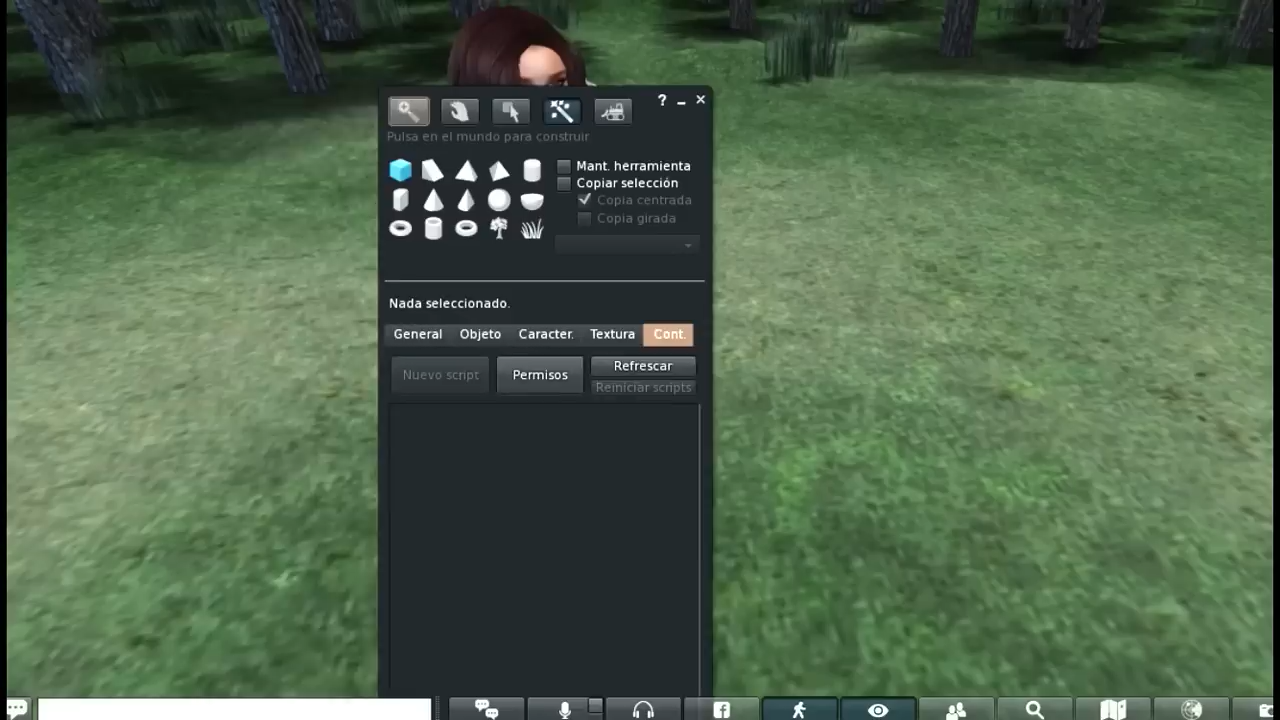 ?
Pulsa en el mundo para construir
Mant. herramienta
Copiar selección
Copia centrada
Copia girada
Nada seleccionado.
General Objeto Caracter. Textura Cont.
Nuevo script Permisos Refrescar
Reiniciar scripts